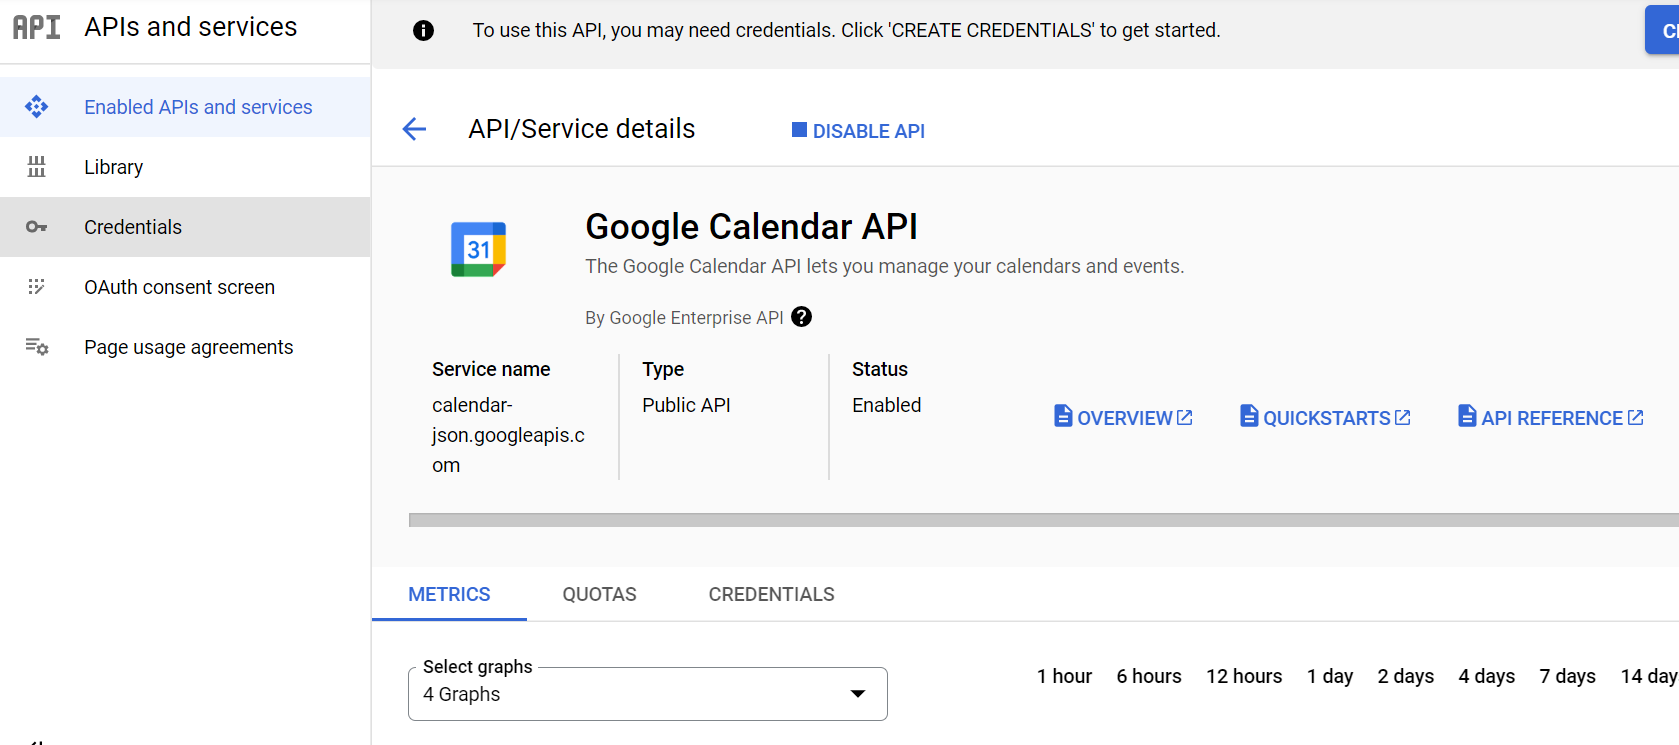 API APIs and services
Enabled APIs and services
Library
Credentials
OAuth consent screen
Page usage agreements
To use this API, you may need credentials. Click 'CREATE CREDENTIALS' to get started.
API/Service details
DISABLE API
31
Google Calendar API
The Google Calendar API lets you manage your calendars and events.
By Google Enterprise API
Service name
calendar-
json.googleapis.c
om
Type
Public API
Status
Enabled
OVERVIEW
QUICKSTARTS
API REFERENCE
METRICS QUOTAS CREDENTIALS
Select graphs
4 Graphs
1 hour 6 hours 12 hours 1 day 2 days 4 days 7 days 14 day